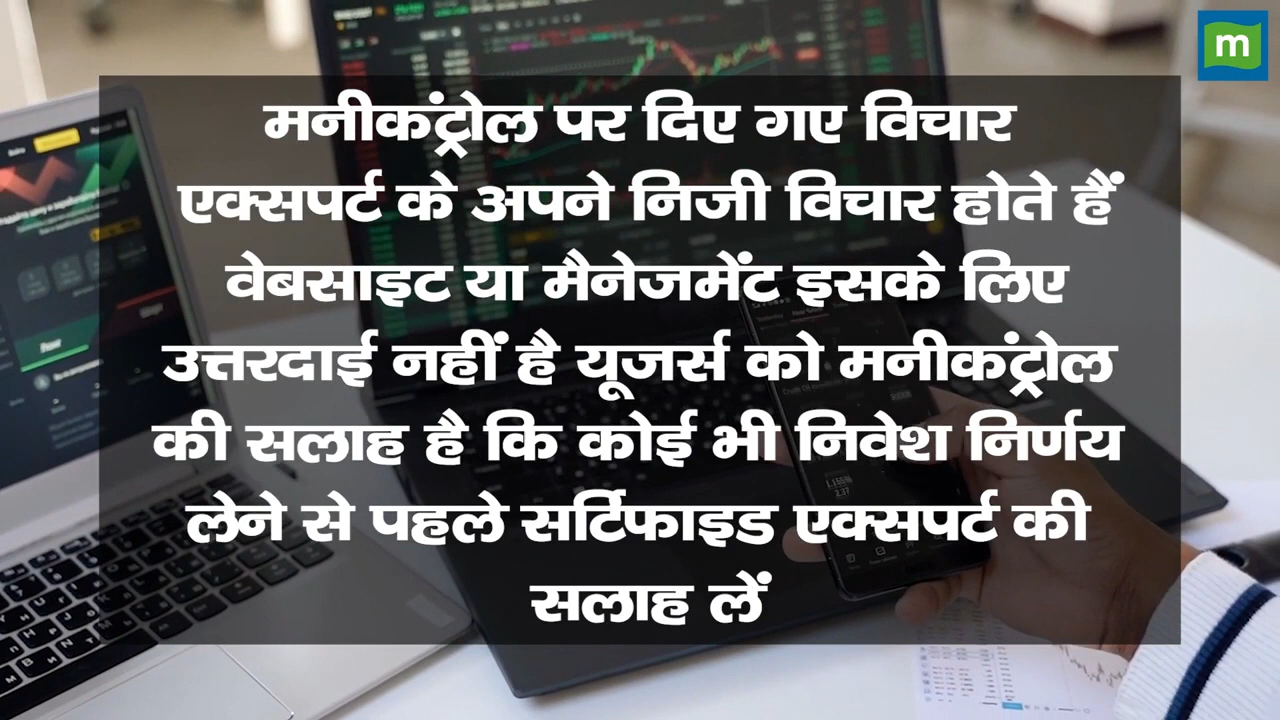 m
मनीकंट्रोल पर दिए गए विचार
एक्सपर्ट के अपने निजी विचार होते हैं
वेबसाइट या मैनेजमेंट इसके लिए
उत्तरदाई नहीं है यूजर्स को मनीकंट्रोल
की सलाह है कि कोई भी निवेश निर्णय
लेने से पहले सर्टिफाइड एक्सपर्ट की
सलाह लें